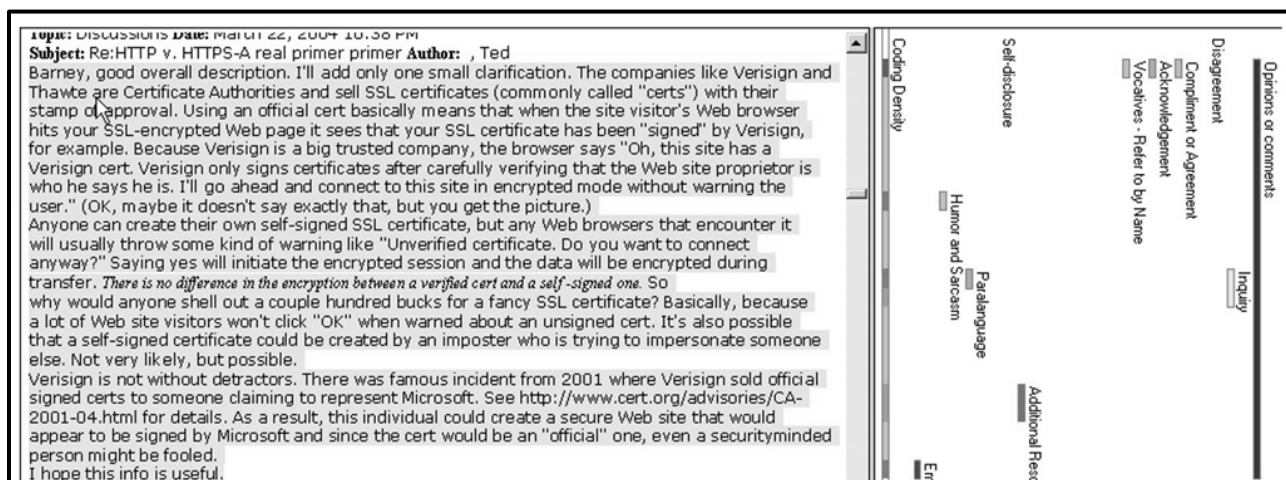 Topic: Discussions Date: March 22, 2004 10:38 PM
Subject: Re:HTTP v. HTTPS-A real primer primer Author: , Ted
Barney, good overall description. I'll add only one small clarification. The companies like Verisign and
Thawte are Certificate Authorities and sell SSL certificates (commonly called "certs") with their
stamp of approval. Using an official cert basically means that when the site visitor's Web browser
hits your SSL-encrypted Web page it sees that your SSL certificate has been "signed" by Verisign,
for example. Because Verisign is a big trusted company, the browser says "Oh, this site has a
Verisign cert. Verisign only signs certificates after carefully verifying that the Web site proprietor is
who he says he is. I'll go ahead and connect to this site in encrypted mode without warning the
user." (OK, maybe it doesn't say exactly that, but you get the picture.)
Anyone can create their own self-signed SSL certificate, but any Web browsers that encounter it
will usually throw some kind of warning like "Unverified certificate. Do you want to connect
anyway?" Saying yes will initiate the encrypted session and the data will be encrypted during
transfer. There is no difference in the encryption between a verified cert and a self-signed one. So
why would anyone shell out a couple hundred bucks for a fancy SSL certificate? Basically, because
a lot of Web site visitors won't click "OK" when warned about an unsigned cert. It's also possible
that a self-signed certificate could be created by an imposter who is trying to impersonate someone
else. Not very likely, but possible.
Verisign is not without detractors. There was famous incident from 2001 where Verisign sold official
signed certs to someone claiming to represent Microsoft. See http://www.cert.org/advisories/CA-
2001-04.html for details. As a result, this individual could create a secure Web site that would
appear to be signed by Microsoft and since the cert would be an "official" one, even a securityminded
person might be fooled.
I hope this info is useful.
Opinions or comments
Inquiry
Disagreement
Compliment or Agreement
Acknowledgement
Vocatives - Refer to by Name
Self-disclosure
Additional Reso
Paralanguage
Humor and Sarcasm
Em
Coding Density